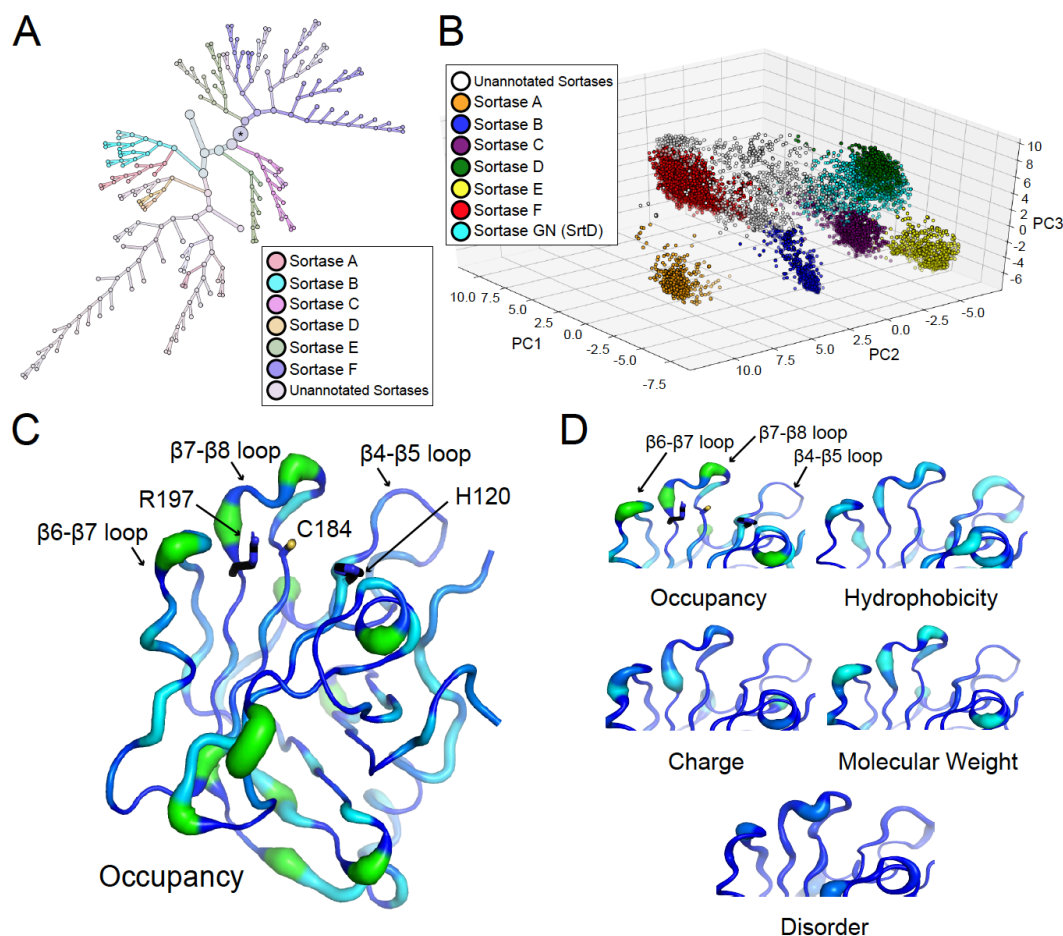 A
*
Sortase A
Sortase B
Sortase C
Sortase D
Sortase E
Sortase F
Unannotated Sortases
B
Unannotated Sortases
Sortase A
Sortase B
Sortase C
Sortase D
Sortase E
Sortase F
Sortase GN (SrtD)
10
8
6
4
2
0
-2
-4
-6
PC3
10.0
7.5
5.0
2.5
0.0
-2.5
-5.0
-7.5
PC1
10.0
7.5
5.0
2.5
0.0
-2.5
-5.0
PC2
C
β7-β8 loop
β4-β5 loop
R197
H120
C184
β6-β7 loop
Occupancy
D
β7-β8 loop
β6-β7 loop
β4-β5 loop
Occupancy
Hydrophobicity
Charge
Molecular Weight
Disorder